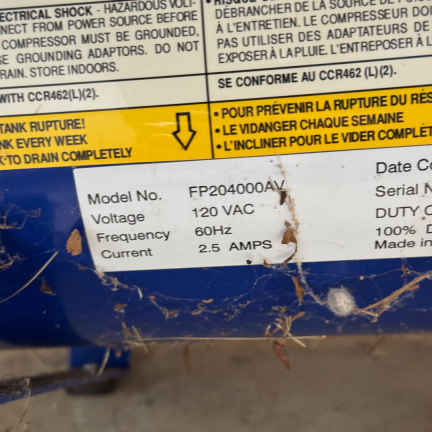 ECTRICAL SHOCK - HAZARDOUS VOLT-
NNECT FROM POWER SOURCE BEFORE
COMPRESSOR MUST BE GROUNDED,
SE GROUNDING ADAPTORS. DO NOT
RAIN. STORE INDOORS.
WITH CCR462(L)(2).
TANK RUPTURE!
NK EVERY WEEK
K TO DRAIN COMPLETELY
DÉBRANCHER DE LA SOURCE DE
À L'ENTRETIEN. LE COMPRESSEUR DOI
PAS UTILISER DES ADAPTATEURS DE
EXPOSER À LA PLUIE. L'ENTREPOSER À L
SE CONFORME AU CCR462 (L)(2).
• POUR PRÉVENIR LA RUPTURE DU RÉS
• LE VIDANGER CHAQUE SEMAINE
• L'INCLINER POUR LE VIDER COMPLET
Model No. FP204000AV
Voltage 120 VAC
Frequency 60Hz
Current 2.5 AMPS
Date Co
Serial N
DUTY C
100% D
Made in